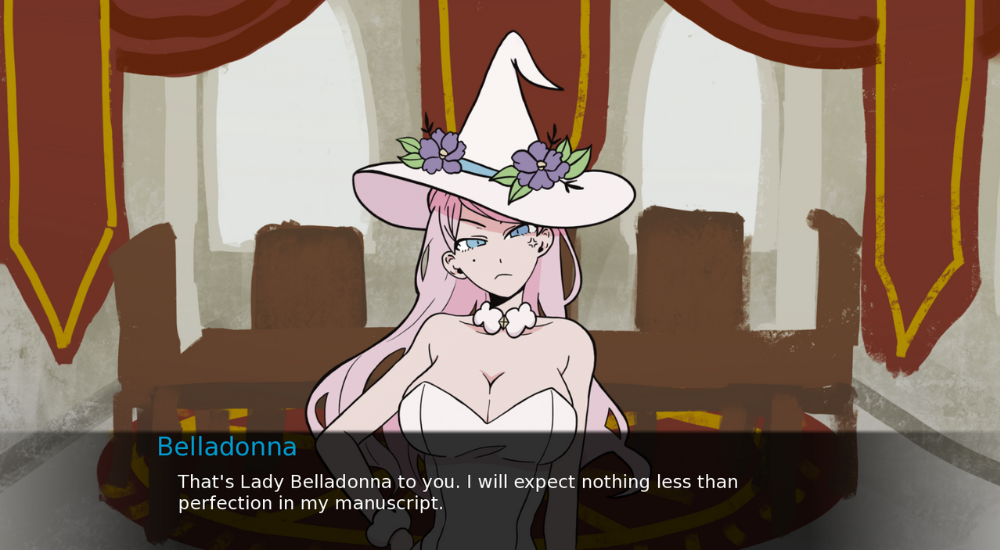 Belladonna
That's Lady Belladonna to you. I will expect nothing less than
perfection in my manuscript.